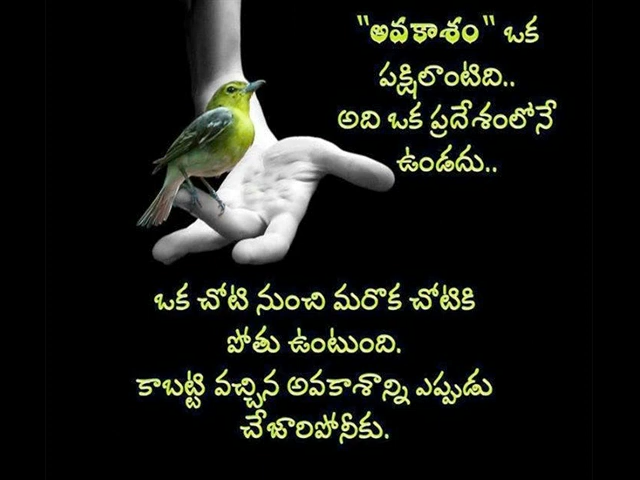 "అవకాశం" ఒక
పక్షిలాంటిది..
అది ఒక ప్రదేశంలోనే
ఉండదు..
ఒక చోటి నుంచి మరొక చోటికి
పోతు ఉంటుంది.
కాబట్టి వచ్చిన అవకాశాన్ని ఎప్పుడు
చేజారిపోనీకు.